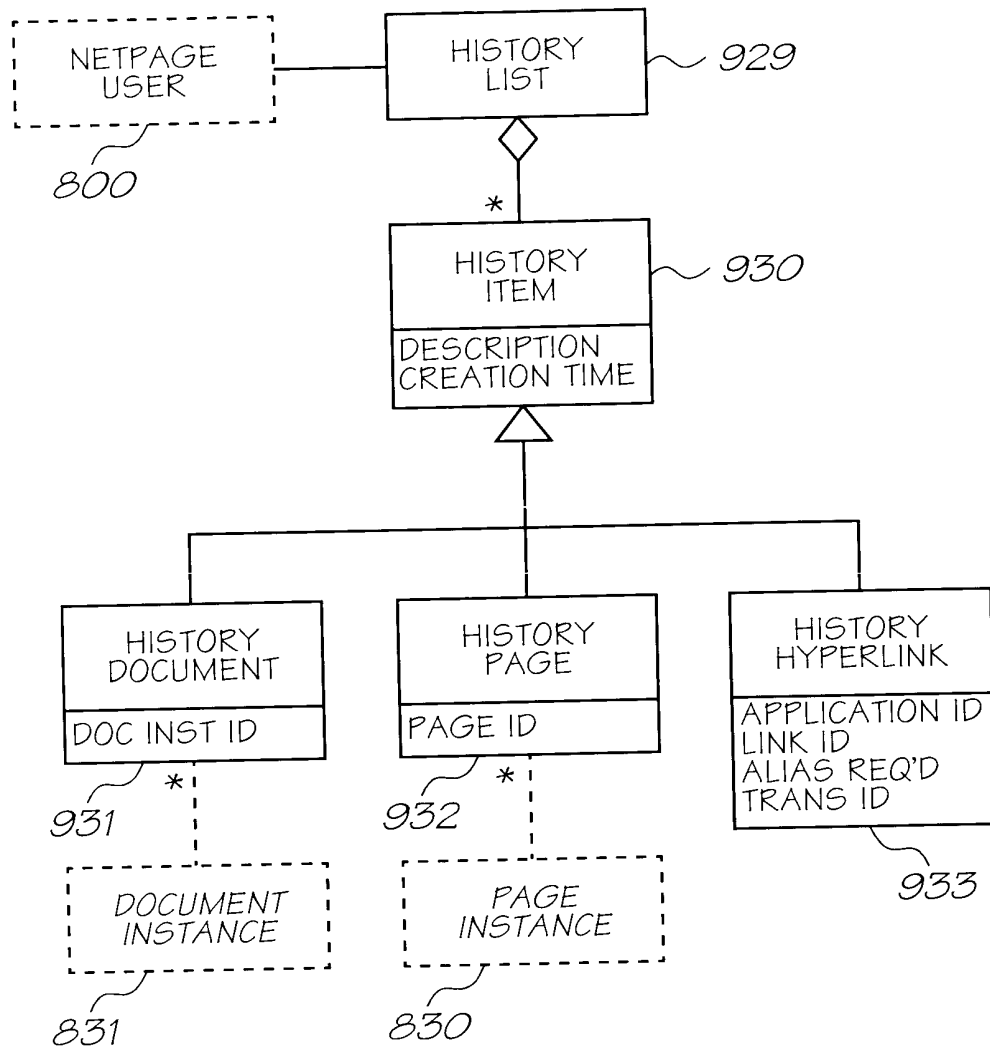 NETPAGE
USER
800
HISTORY
LIST
929
*
HISTORY
ITEM
930
DESCRIPTION
CREATION TIME
HISTORY
DOCUMENT
DOC INST ID
931
*
HISTORY
PAGE
PAGE ID
932
*
HISTORY
HYPERLINK
APPLICATION ID
LINK ID
ALIAS REQ'D
TRANS ID
933
DOCUMENT
INSTANCE
831
PAGE
INSTANCE
830